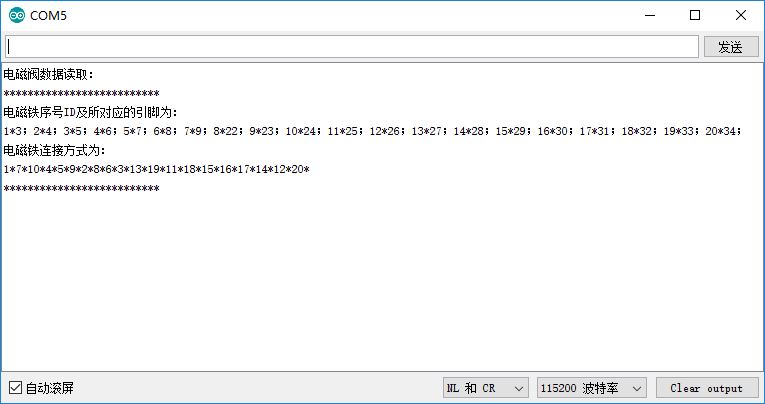 COM5
发送
电磁阀数据读取:
**************************
电磁铁序号ID及所对应的引脚为:
1*3; 2*4; 3*5; 4*6; 5*7; 6*8; 7*9; 8*22; 9*23; 10*24; 11*25; 12*26; 13*27; 14*28; 15*29; 16*30; 17*31; 18*32; 19*33; 20*34;
电磁铁连接方式为:
1*7*10*4*5*9*2*8*6*3*13*19*11*18*15*16*17*14*12*20*
**************************
自动滚屏 NL 和 CR 115200 波特率 Clear output